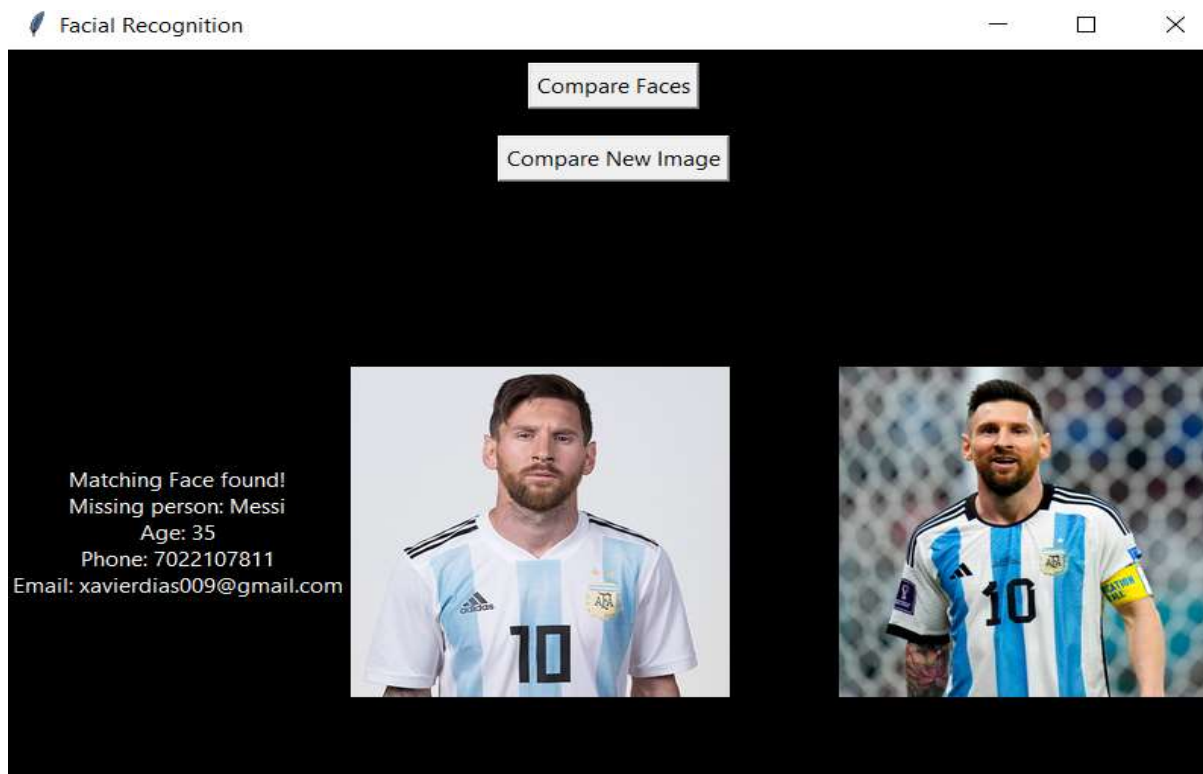 Facial Recognition
Compare Faces
Compare New Image
Matching Face found!
Missing person: Messi
Age: 35
Phone: 7022107811
Email: xavierdias009@gmail.com
adidas
AFA
10
AFA
10